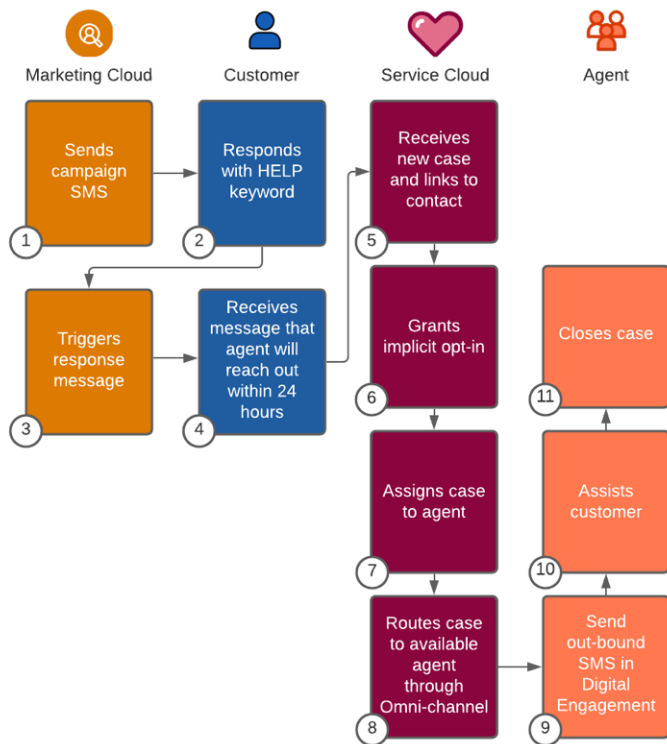 Marketing Cloud
Customer
Service Cloud
Agent
Sends
campaign
SMS
1
Responds
with HELP
keyword
2
Triggers
response
message
3
Receives
message that
agent will
reach out
within 24
hours
4
Receives
new case
and links to
contact
5
Grants
implicit opt-in
6
Assigns case
to agent
7
Routes case
to available
agent
through
Omni-channel
8
Send
out-bound
SMS in
Digital
Engagement
9
Assists
customer
10
Closes case
11